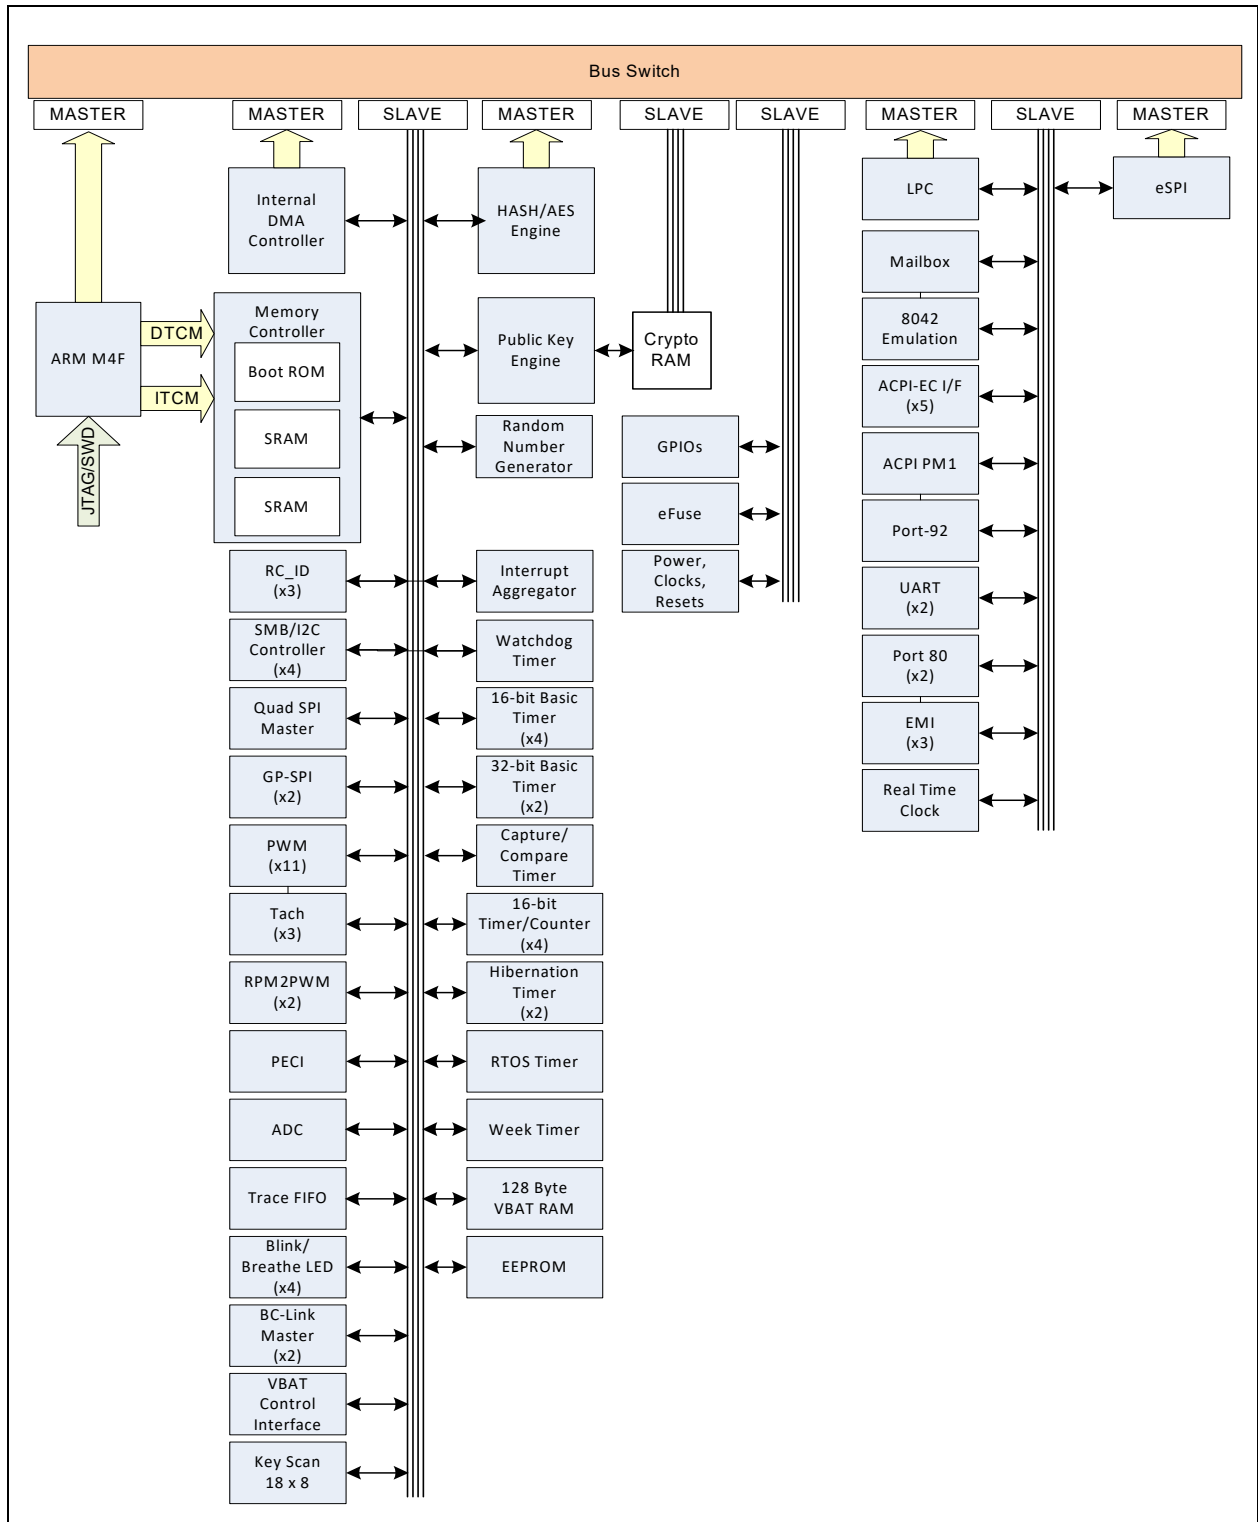 Bus Switch
MASTER
MASTER
SLAVE
MASTER
SLAVE
SLAVE
MASTER
SLAVE
MASTER
ARM M4F
DTCM
ITCM
JTAG/SWD
Internal
DMA
Controller
Memory
Controller
Boot ROM
SRAM
SRAM
RC_ID
(x3)
SMB/I2C
Controller
(x4)
Quad SPI
Master
GP-SPI
(x2)
PWM
(x11)
Tach
(x3)
RPM2PWM
(x2)
PECI
ADC
Trace FIFO
Blink/
Breathe LED
(x4)
BC-Link
Master
(x2)
VBAT
Control
Interface
Key Scan
18 x 8
HASH/AES
Engine
Public Key
Engine
Random
Number
Generator
Interrupt
Aggregator
Watchdog
Timer
16-bit Basic
Timer
(x4)
32-bit Basic
Timer
(x2)
Capture/
Compare
Timer
16-bit
Timer/Counter
(x4)
Hibernation
Timer
(x2)
RTOS Timer
Week Timer
128 Byte
VBAT RAM
EEPROM
Crypto
RAM
GPIOs
eFuse
Power,
Clocks,
Resets
LPC
Mailbox
8042
Emulation
ACPI-EC I/F
(x5)
ACPI PM1
Port-92
UART
(x2)
Port 80
(x2)
EMI
(x3)
Real Time
Clock
eSPI